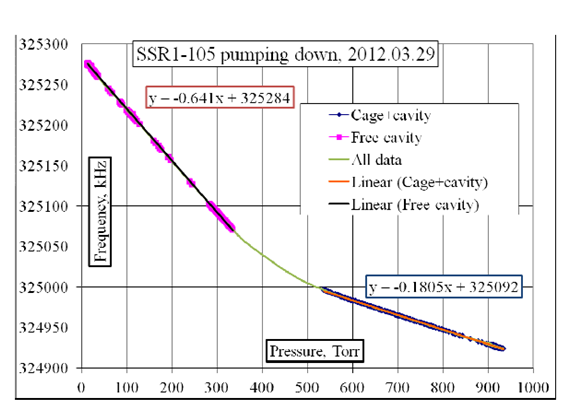 SSR1-105 pumping down, 2012.03.29
325300
325250
325200
325150
325100
325050
325000
324950
324900
Frequency, kHz
y = -0.641x + 325284
Cage+cavity
Free cavity
All data
Linear (Cage+cavity)
Linear (Free cavity)
y = -0.1805x + 325092
Pressure, Torr
0 100 200 300 400 500 600 700 800 900 1000